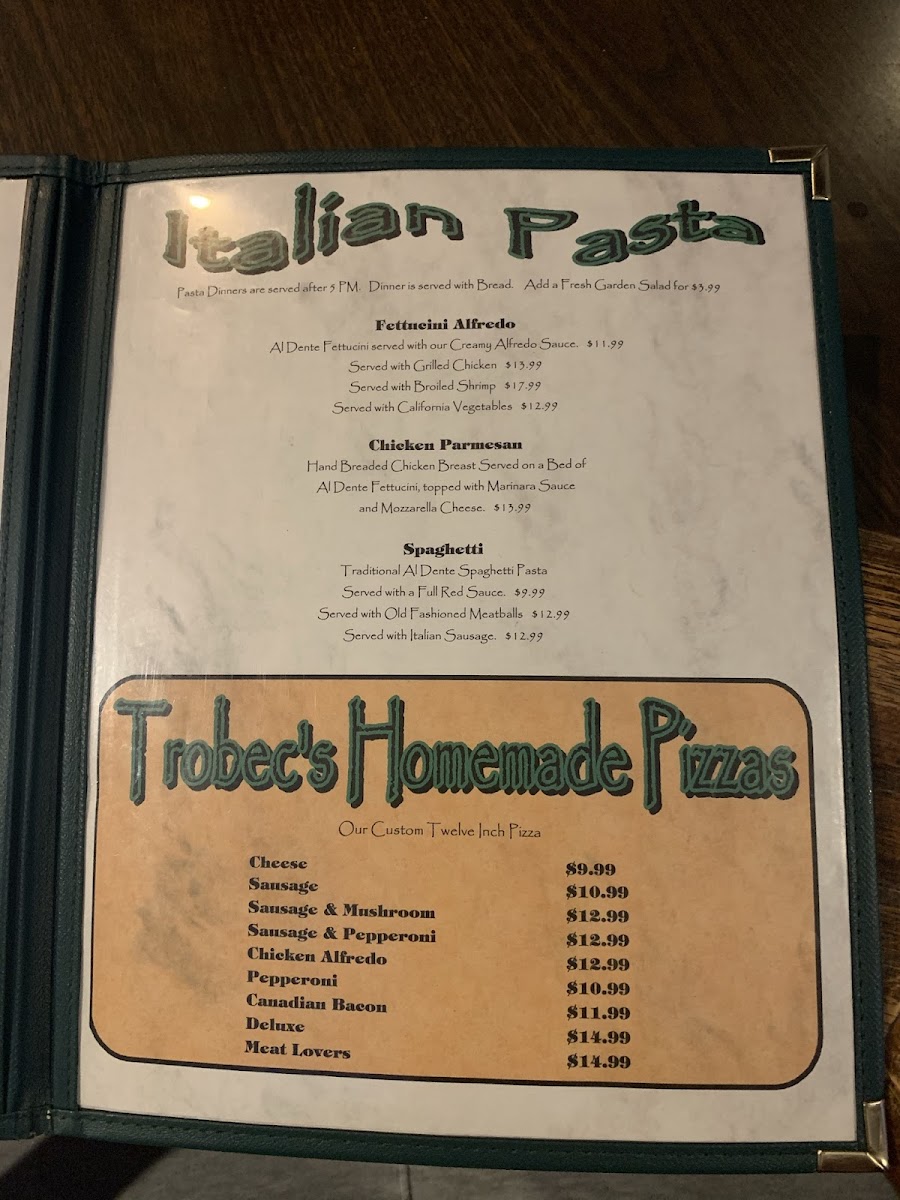 Italian Pasta
Pasta Dinners are served after 5 PM. Dinner is served with Bread. Add a Fresh Garden Salad for $3.99
Fettucini Alfredo
Al Dente Fettucini served with our Creamy Alfredo Sauce. $11.99
Served with Grilled Chicken $13.99
Served with Broiled Shrimp $17.99
Served with California Vegetables $12.99
Chicken Parmesan
Hand Breaded Chicken Breast Served on a Bed of
Al Dente Fettucini, topped with Marinara Sauce
and Mozzarella Cheese. $13.99
Spaghetti
Traditional Al Dente Spaghetti Pasta
Served with a Full Red Sauce. $9.99
Served with Old Fashioned Meatballs $12.99
Served with Italian Sausage. $12.99
Trobec's Homemade Pizzas
Our Custom Twelve Inch Pizza
Cheese $9.99
Sausage $10.99
Sausage & Mushroom $12.99
Sausage & Pepperoni $12.99
Chicken Alfredo $12.99
Pepperoni $10.99
Canadian Bacon $11.99
Deluxe $14.99
Meat Lovers $14.99